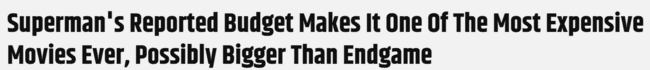 Superman's Reported Budget Makes It One Of The Most Expensive
Movies Ever, Possibly Bigger Than Endgame